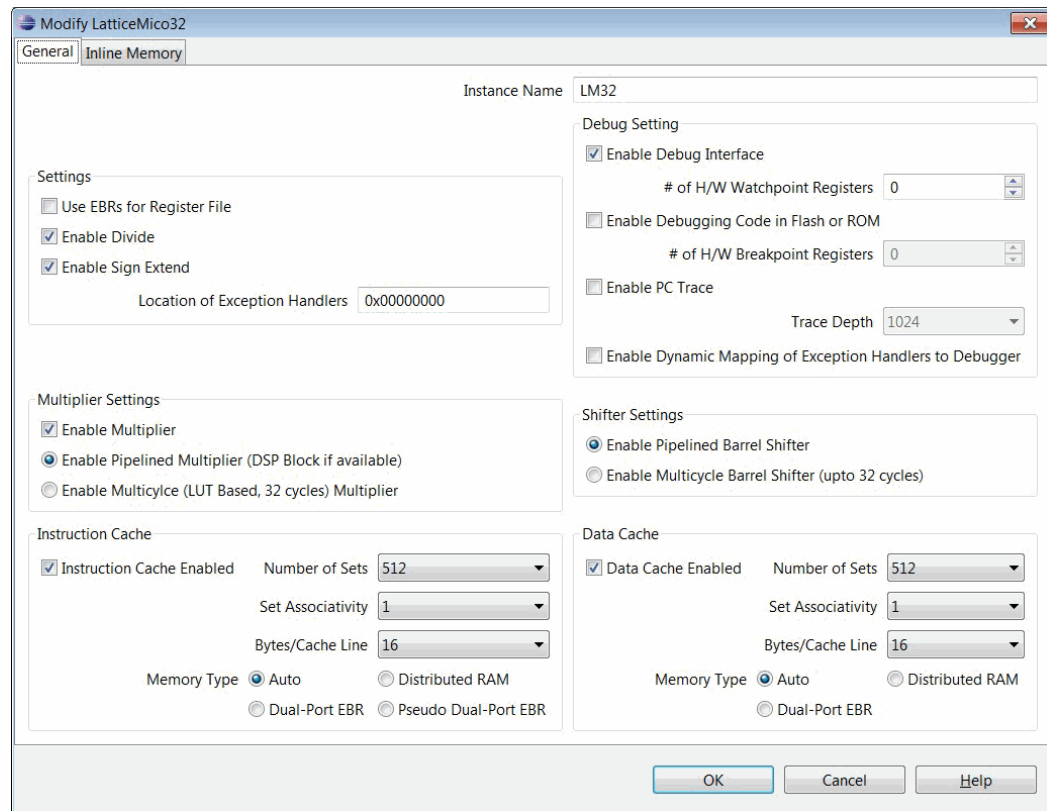 Modify LatticeMico32
General
Inline Memory
Instance Name LM32
Settings
Use EBRs for Register File
Enable Divide
Enable Sign Extend
Location of Exception Handlers 0x00000000
Debug Setting
Enable Debug Interface
# of H/W Watchpoint Registers 0
Enable Debugging Code in Flash or ROM
# of H/W Breakpoint Registers 0
Enable PC Trace
Trace Depth 1024
Enable Dynamic Mapping of Exception Handlers to Debugger
Multiplier Settings
Enable Multiplier
Enable Pipelined Multiplier (DSP Block if available)
Enable Multicylce (LUT Based, 32 cycles) Multiplier
Shifter Settings
Enable Pipelined Barrel Shifter
Enable Multicycle Barrel Shifter (upto 32 cycles)
Instruction Cache
Instruction Cache Enabled Number of Sets 512
Set Associativity 1
Bytes/Cache Line 16
Memory Type Auto Distributed RAM
Dual-Port EBR Pseudo Dual-Port EBR
Data Cache
Data Cache Enabled Number of Sets 512
Set Associativity 1
Bytes/Cache Line 16
Memory Type Auto Distributed RAM
Dual-Port EBR
OK
Cancel
Help